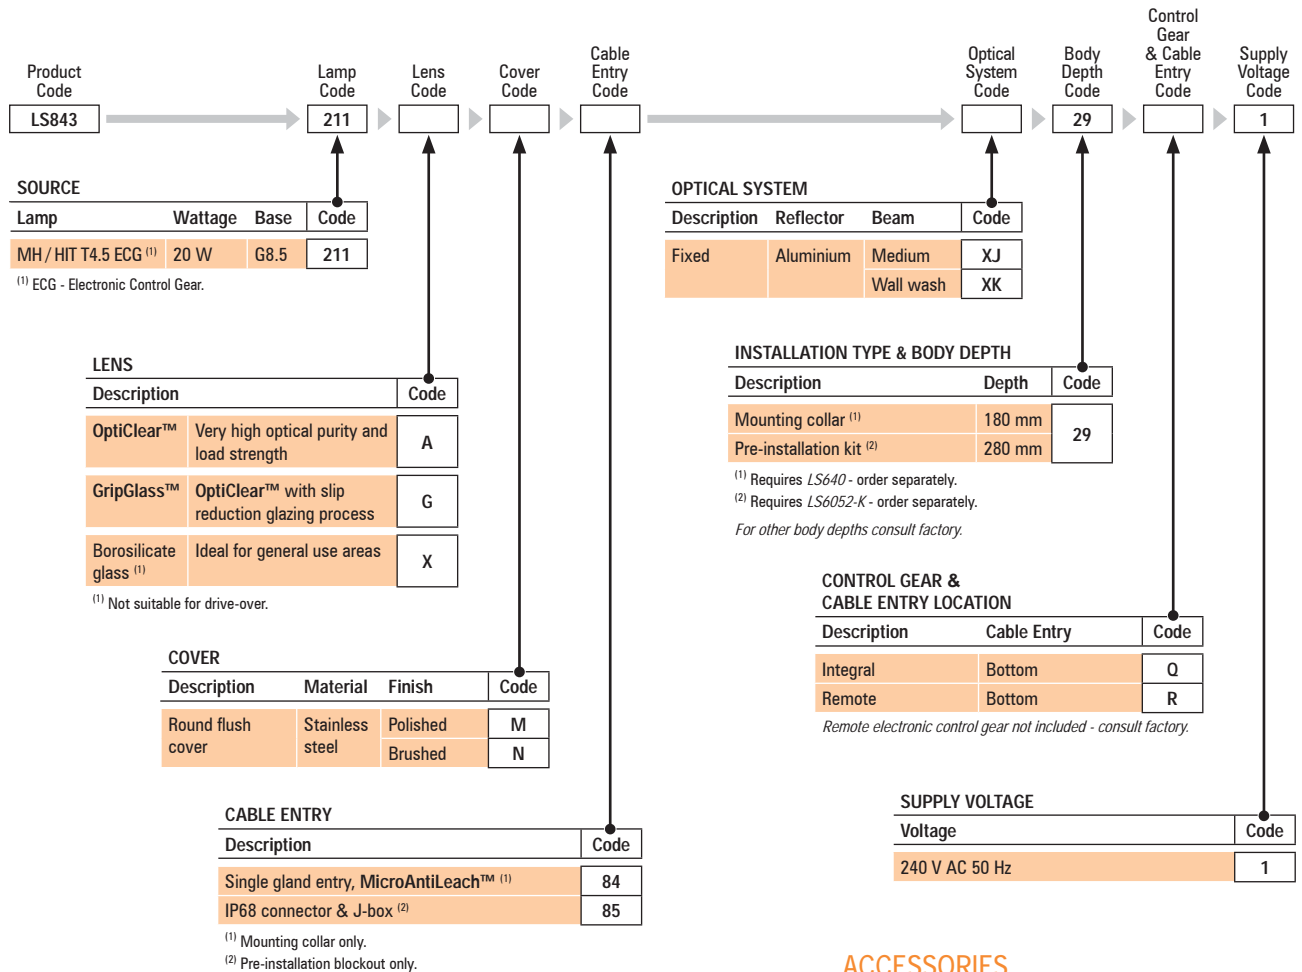 Product Code
Lamp Code
Lens Code
Cover Code
Cable Entry Code
Optical System Code
Body Depth Code
Control Gear & Cable Entry Code
Supply Voltage Code
LS843
211
29
1
SOURCE
Lamp Wattage Base Code
MH / HIT T4.5 ECG (1) 20 W G8.5 211
(1) ECG - Electronic Control Gear.
OPTICAL SYSTEM
Description Reflector Beam Code
Fixed Aluminium Medium XJ
Wall wash XK
LENS
Description Code
OptiClear™ Very high optical purity and load strength A
GripGlass™ OptiClear™ with slip reduction glazing process G
Borosilicate glass (1) Ideal for general use areas X
(1) Not suitable for drive-over.
INSTALLATION TYPE & BODY DEPTH
Description Depth Code
Mounting collar (1) 180 mm 29
Pre-installation kit (2) 280 mm
(1) Requires LS640 - order separately.
(2) Requires LS6052-K - order separately.
For other body depths consult factory.
CONTROL GEAR &
CABLE ENTRY LOCATION
Description Cable Entry Code
Integral Bottom Q
Remote Bottom R
Remote electronic control gear not included - consult factory.
COVER
Description Material Finish Code
Round flush cover Stainless steel Polished M
Brushed N
CABLE ENTRY
Description Code
Single gland entry, MicroAntiLeach™ (1) 84
IP68 connector & J-box (2) 85
(1) Mounting collar only.
(2) Pre-installation blockout only.
SUPPLY VOLTAGE
Voltage Code
240 V AC 50 Hz 1
ACCESSORIES